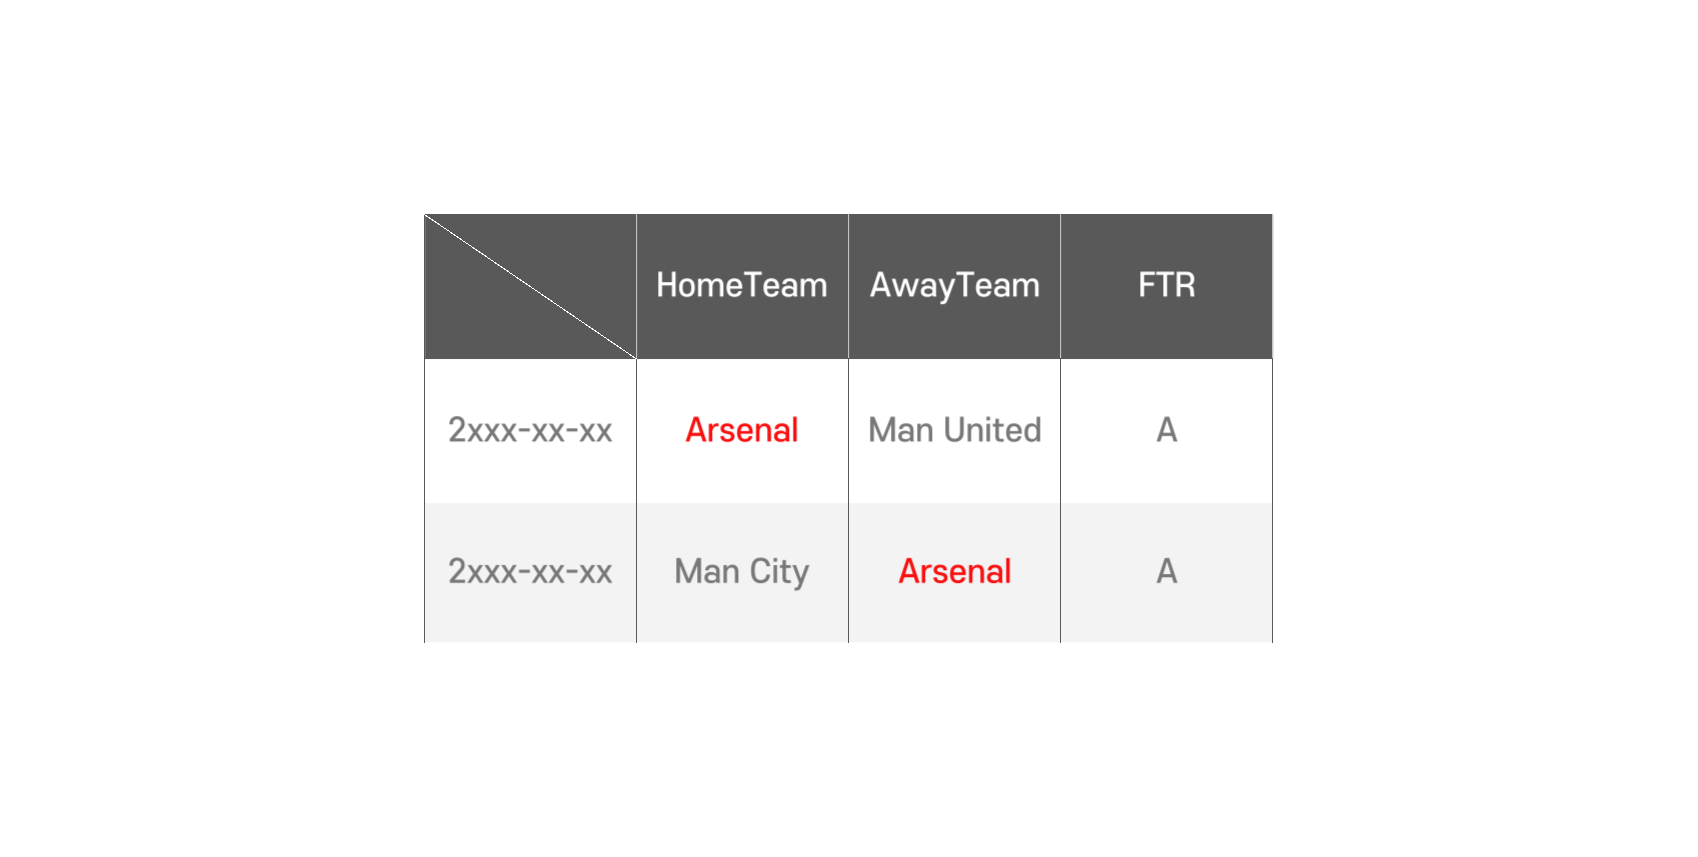 HomeTeam AwayTeam FTR
2xxx-xx-xx Arsenal Man United A
2xxx-xx-xx Man City Arsenal A